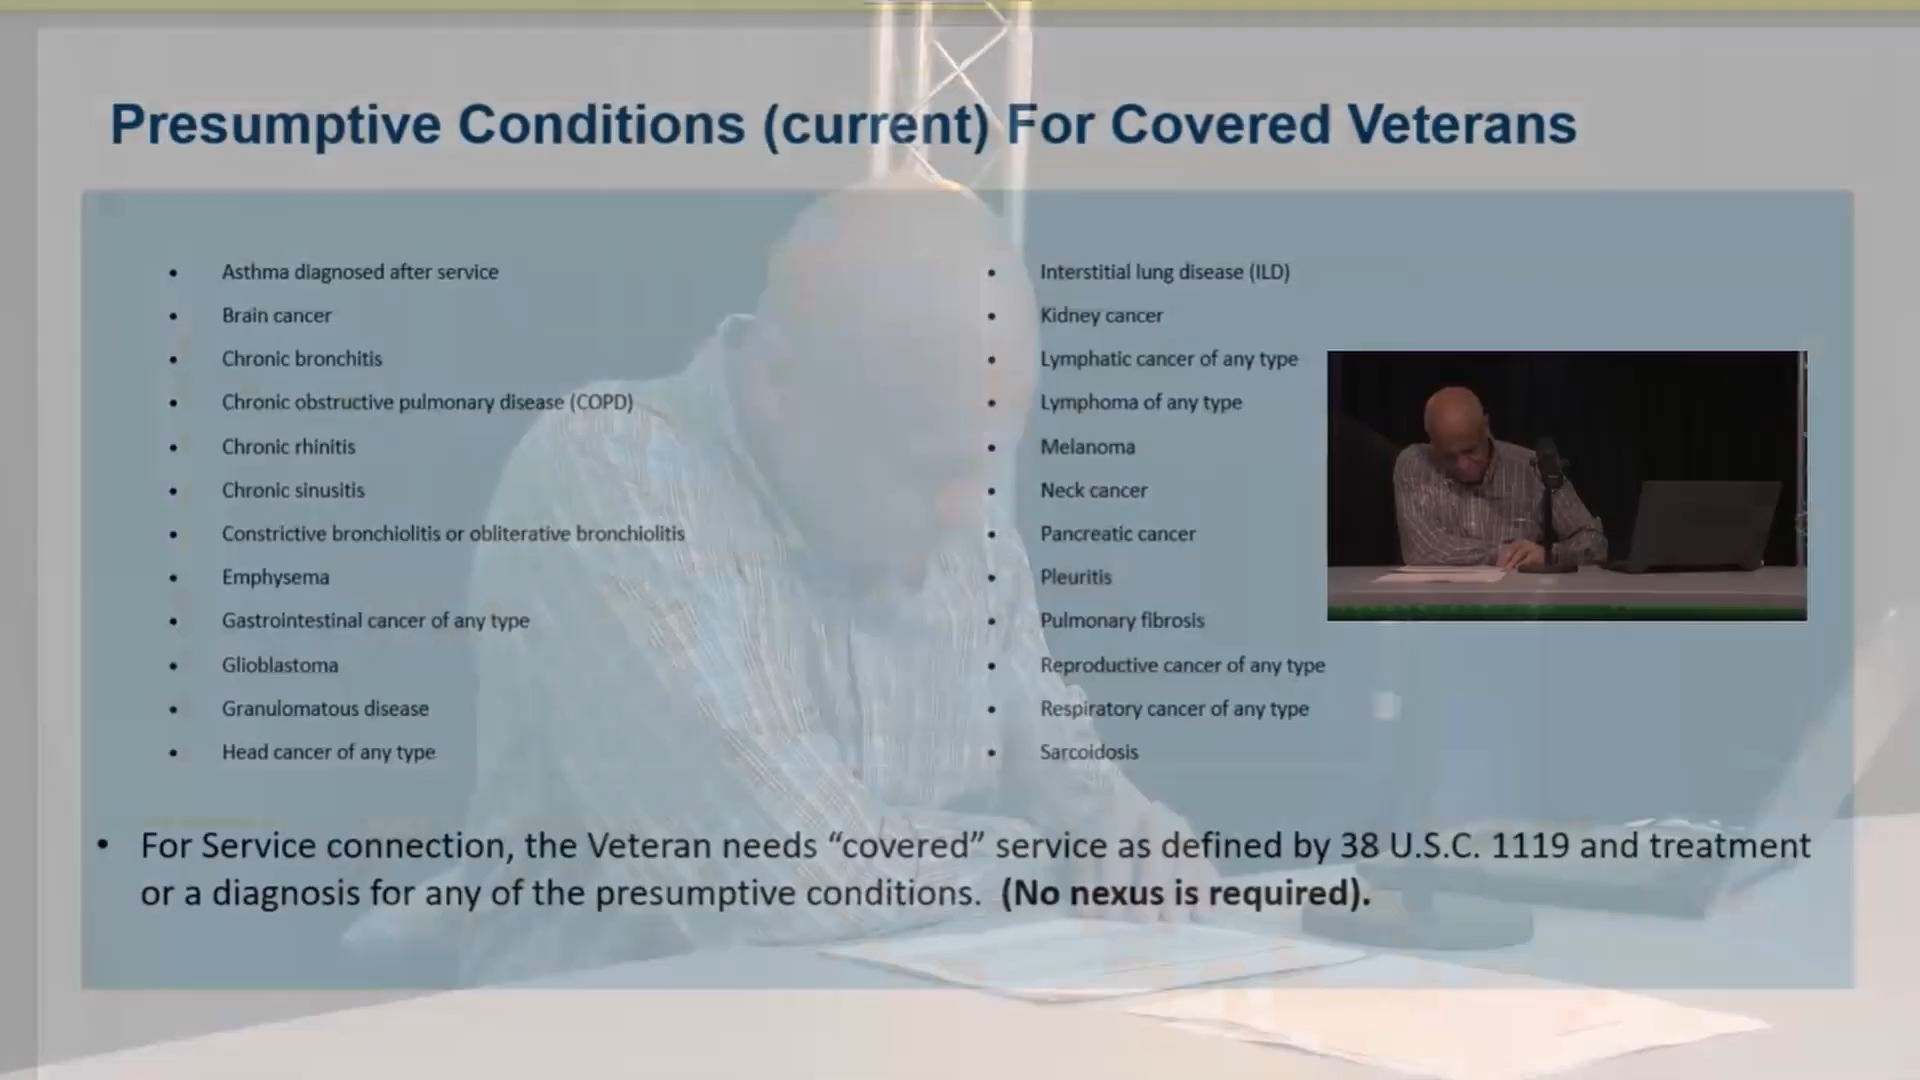 Presumptive Conditions (current) For Covered Veterans
• Asthma diagnosed after service
• Brain cancer
• Chronic bronchitis
• Chronic obstructive pulmonary disease (COPD)
• Chronic rhinitis
• Chronic sinusitis
• Constrictive bronchiolitis or obliterative bronchiolitis
• Emphysema
• Gastrointestinal cancer of any type
• Glioblastoma
• Granulomatous disease
• Head cancer of any type
• Interstitial lung disease (ILD)
• Kidney cancer
• Lymphatic cancer of any type
• Lymphoma of any type
• Melanoma
• Neck cancer
• Pancreatic cancer
• Pleuritis
• Pulmonary fibrosis
• Reproductive cancer of any type
• Respiratory cancer of any type
• Sarcoidosis
• For Service connection, the Veteran needs “covered” service as defined by 38 U.S.C. 1119 and treatment
or a diagnosis for any of the presumptive conditions. (No nexus is required).